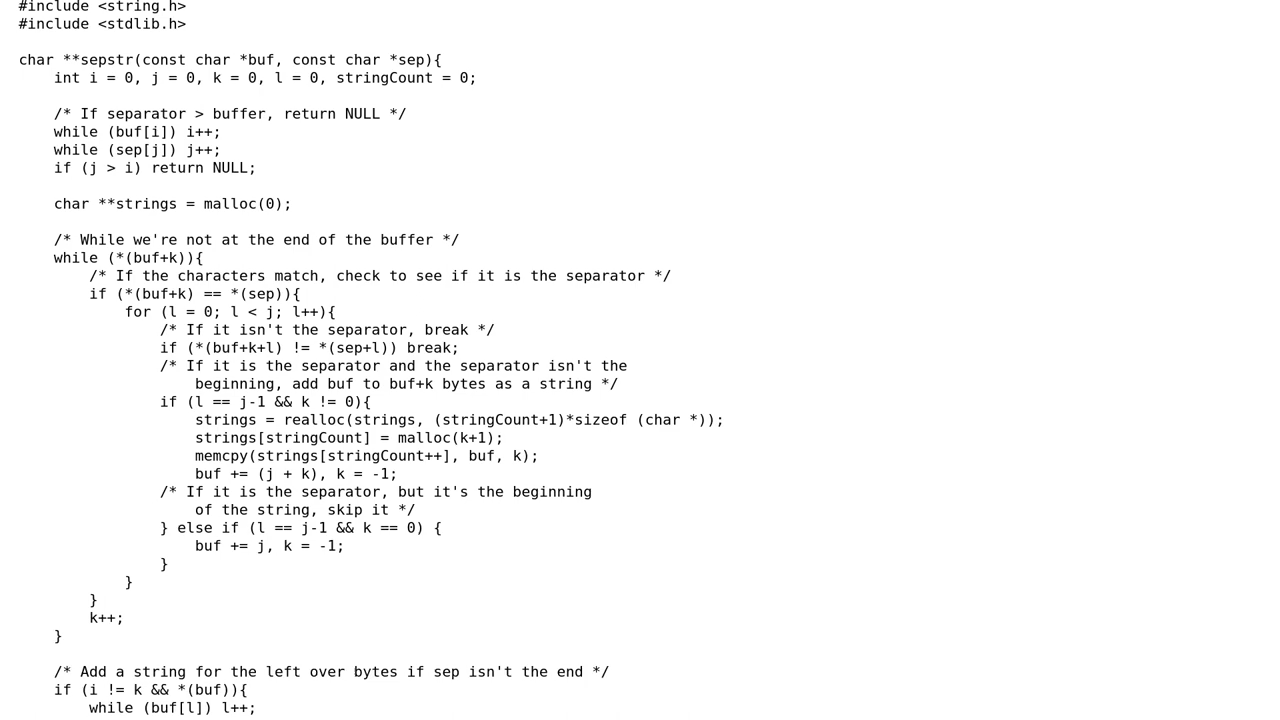 #include <string.h>
#include <stdlib.h>

char **sepstr(const char *buf, const char *sep){
    int i = 0, j = 0, k = 0, l = 0, stringCount = 0;

    /* If separator > buffer, return NULL */
    while (buf[i]) i++;
    while (sep[j]) j++;
    if (j > i) return NULL;

    char **strings = malloc(0);

    /* While we're not at the end of the buffer */
    while (*(buf+k)){
        /* If the characters match, check to see if it is the separator */
        if (*(buf+k) == *(sep)){
            for (l = 0; l < j; l++){
                /* If it isn't the separator, break */
                if (*(buf+k+l) != *(sep+l)) break;
                /* If it is the separator and the separator isn't the
                    beginning, add buf to buf+k bytes as a string */
                if (l == j-1 && k != 0){
                    strings = realloc(strings, (stringCount+1)*sizeof (char *));
                    strings[stringCount] = malloc(k+1);
                    memcpy(strings[stringCount++], buf, k);
                    buf += (j + k), k = -1;
                /* If it is the separator, but it's the beginning
                    of the string, skip it */
                } else if (l == j-1 && k == 0) {
                    buf += j, k = -1;
                }
            }
        }
        k++;
    }

    /* Add a string for the left over bytes if sep isn't the end */
    if (i != k && *(buf)){
        while (buf[l]) l++;